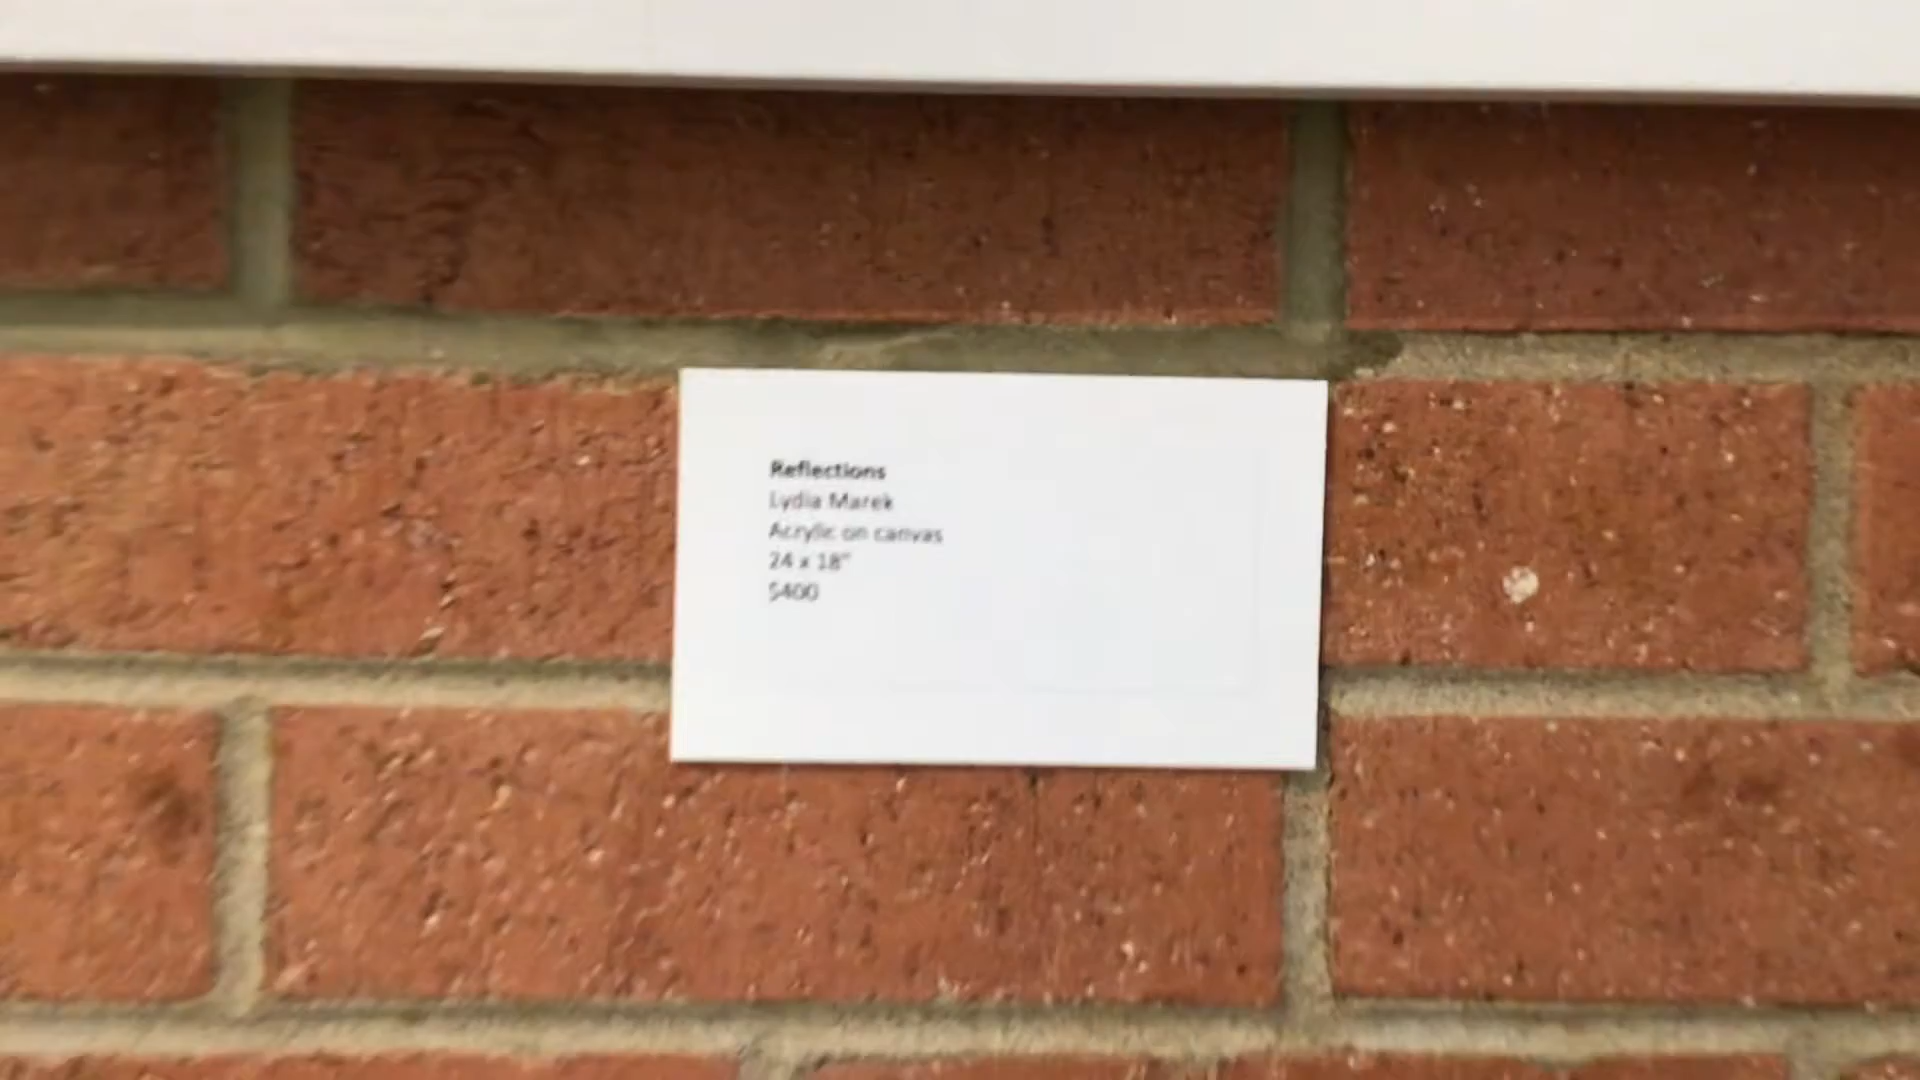 Reflections
Lydia Marek
Acrylic on canvas
24 x 18"
$400